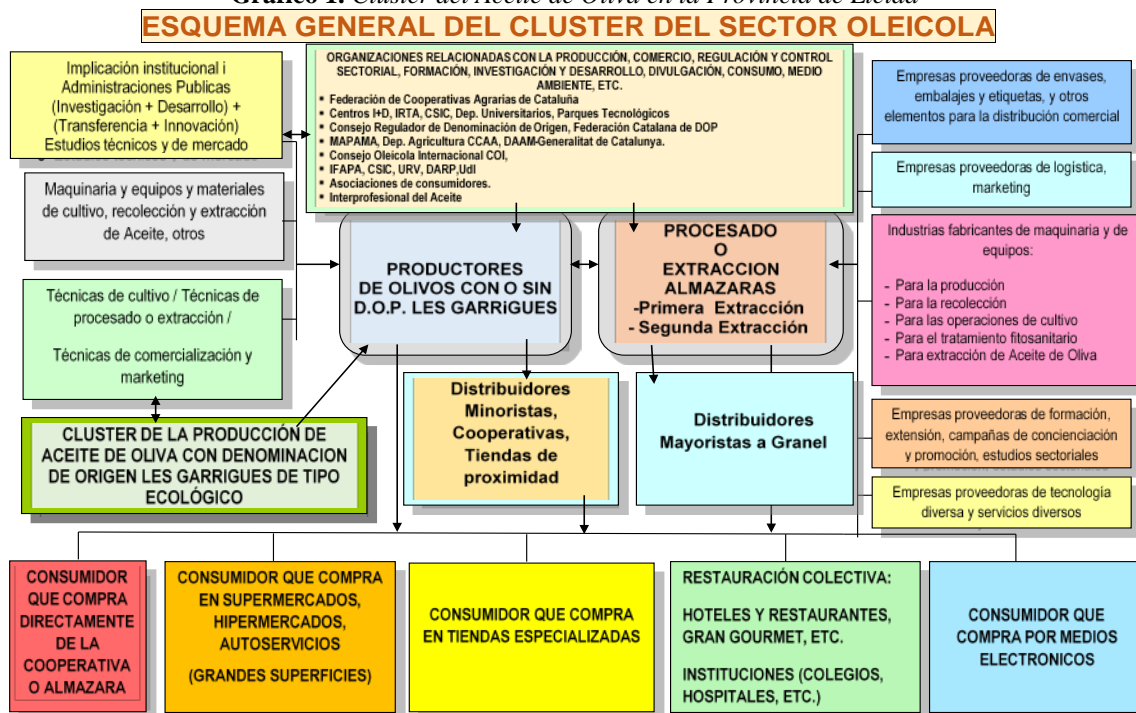 Gráfico 1. Cluster del Aceite de Oliva en la Provincia de Lleida
ESQUEMA GENERAL DEL CLUSTER DEL SECTOR OLEICOLA
Implicación institucional i
Administraciones Publicas
(Investigación + Desarrollo) +
(Transferencia + Innovación)
Estudios técnicos y de mercado
Maquinaria y equipos y materiales
de cultivo, recolección y extracción
de Aceite, otros
Técnicas de cultivo / Técnicas de
procesado o extracción /
Técnicas de comercialización y
marketing
CLUSTER DE LA PRODUCCIÓN DE
ACEITE DE OLIVA CON DENOMINACION
DE ORIGEN LES GARRIGUES DE TIPO
ECOLÓGICO
ORGANIZACIONES RELACIONADAS CON LA PRODUCCIÓN, COMERCIO, REGULACIÓN Y CONTROL
SECTORIAL, FORMACIÓN, INVESTIGACIÓN Y DESARROLLO, DIVULGACIÓN, CONSUMO, MEDIO
AMBIENTE, ETC.
▪ Federación de Cooperativas Agrarias de Cataluña
▪ Centros I+D, IRTA, CSIC, Dep. Universitarios, Parques Tecnológicos
▪ Consejo Regulador de Denominación de Origen, Federación Catalana de DOP
▪ MAPAMA, Dep. Agricultura CCAA, DAAM-Generalitat de Catalunya.
▪ Consejo Oleicola Internacional COI,
▪ IFAPA, CSIC, URV, DARP,UdI
▪ Asociaciones de consumidores.
▪ Interprofesional del Aceite
PRODUCTORES
DE OLIVOS CON O SIN
D.O.P. LES GARRIGUES
PROCESADO
O
EXTRACCION
ALMAZARAS
-Primera Extracción
- Segunda Extracción
Distribuidores
Minoristas,
Cooperativas,
Tiendas de
proximidad
Distribuidores
Mayoristas a Granel
Empresas proveedoras de envases,
embalajes y etiquetas, y otros
elementos para la distribución comercial
Empresas proveedoras de logística,
marketing
Industrias fabricantes de maquinaria y de
equipos:
- Para la producción
- Para la recolección
- Para las operaciones de cultivo
- Para el tratamiento fitosanitario
- Para extracción de Aceite de Oliva
Empresas proveedoras de formación,
extensión, campañas de concienciación
y promoción, estudios sectoriales
Empresas proveedoras de tecnología
diversa y servicios diversos
CONSUMIDOR
QUE COMPRA
DIRECTAMENTE
DE LA
COOPERATIVA
O ALMAZARA
CONSUMIDOR QUE COMPRA
EN SUPERMERCADOS,
HIPERMERCADOS,
AUTOSERVICIOS
(GRANDES SUPERFICIES)
CONSUMIDOR QUE COMPRA
EN TIENDAS ESPECIALIZADAS
RESTAURACIÓN COLECTIVA:
HOTELES Y RESTAURANTES,
GRAN GOURMET, ETC.
INSTITUCIONES (COLEGIOS,
HOSPITALES, ETC.)
CONSUMIDOR QUE
COMPRA POR MEDIOS
ELECTRONICOS